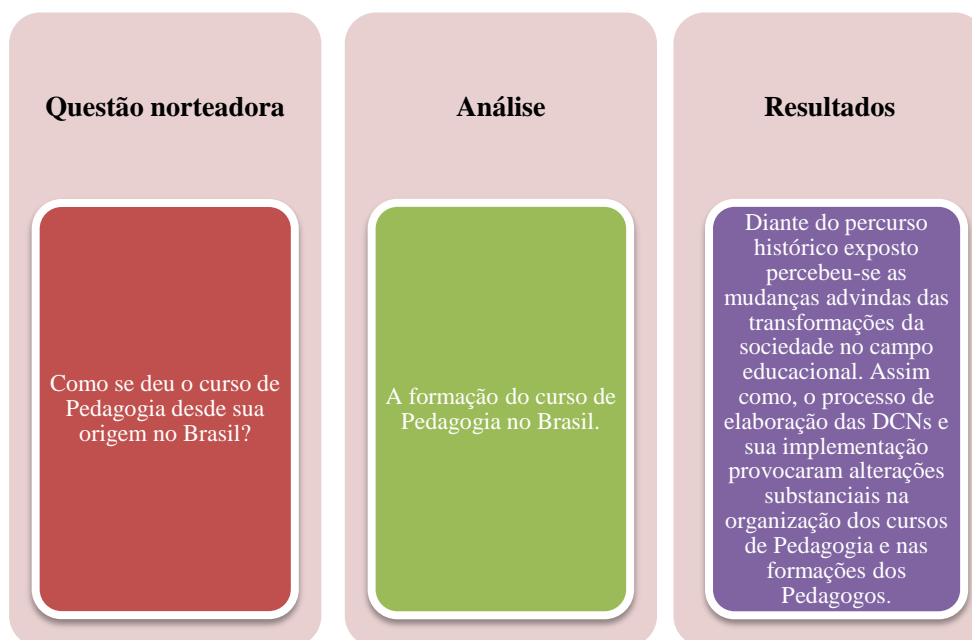 Questão norteadora
Como se deu o curso de
Pedagogia desde sua
origem no Brasil?
Análise
A formação do curso de
Pedagogia no Brasil.
Resultados
Diante do percurso
histórico exposto
percebeu-se as
mudanças advindas das
transformações da
sociedade no campo
educacional. Assim
como, o processo de
elaboração das DCNs e
sua implementação
provocaram alterações
substanciais na
organização dos cursos
de Pedagogia e nas
formações dos
Pedagogos.